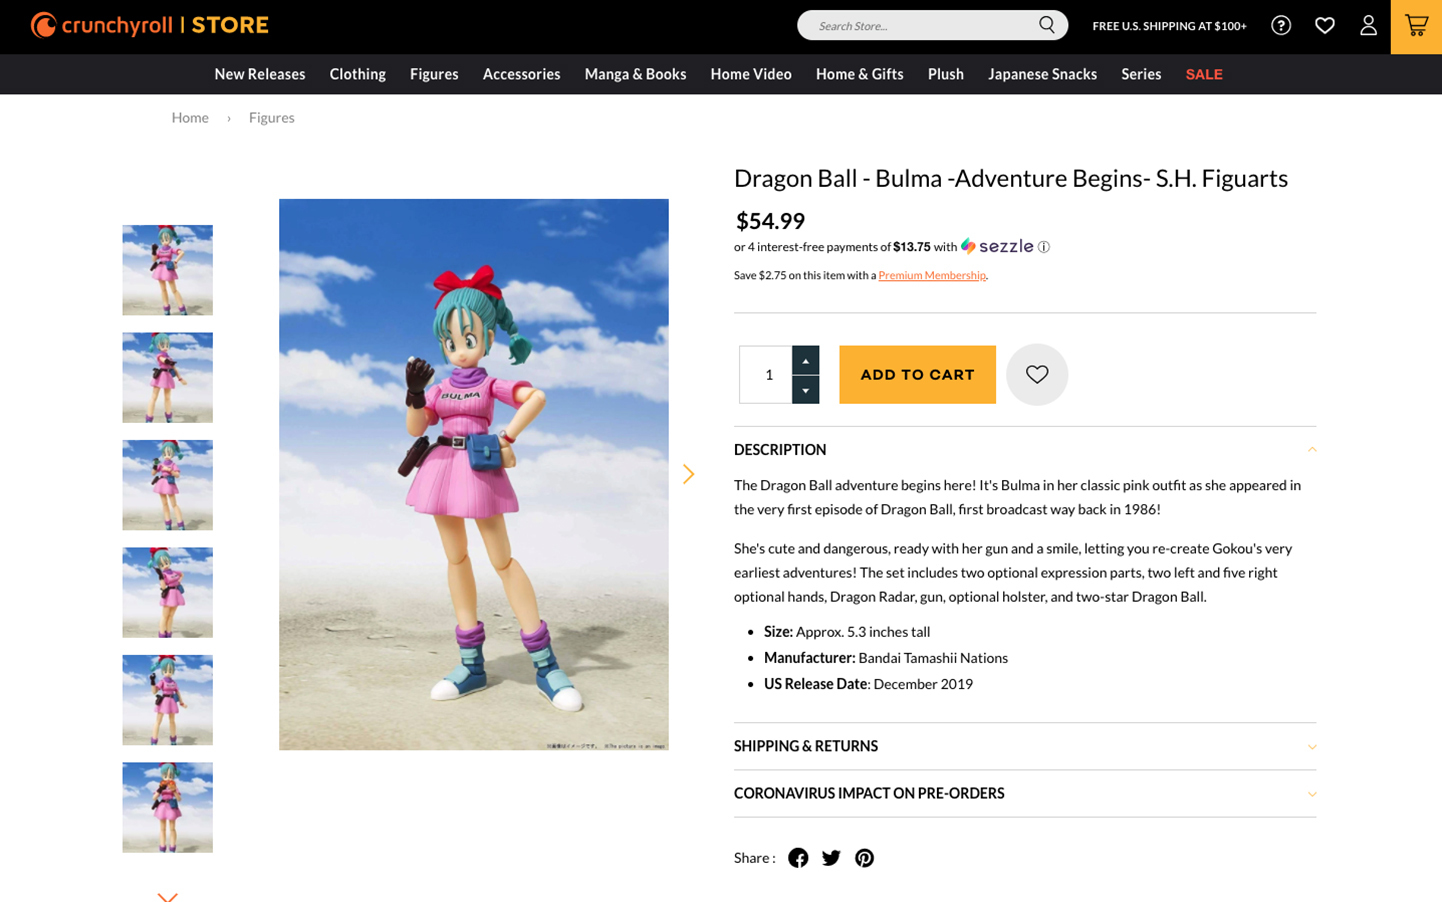 crunchyroll | STORE
Search Store...
FREE U.S. SHIPPING AT $100+
New Releases Clothing Figures Accessories Manga & Books Home Video Home & Gifts Plush Japanese Snacks Series SALE
Home › Figures
Dragon Ball - Bulma -Adventure Begins- S.H. Figuarts
$54.99
or 4 interest-free payments of $13.75 with sezzle
Save $2.75 on this item with a Premium Membership.
BULMA
1
ADD TO CART
DESCRIPTION
The Dragon Ball adventure begins here! It's Bulma in her classic pink outfit as she appeared in
the very first episode of Dragon Ball, first broadcast way back in 1986!
She's cute and dangerous, ready with her gun and a smile, letting you re-create Gokou's very
earliest adventures! The set includes two optional expression parts, two left and five right
optional hands, Dragon Radar, gun, optional holster, and two-star Dragon Ball.
• Size: Approx. 5.3 inches tall
• Manufacturer: Bandai Tamashii Nations
• US Release Date: December 2019
SHIPPING & RETURNS
CORONAVIRUS IMPACT ON PRE-ORDERS
Share :